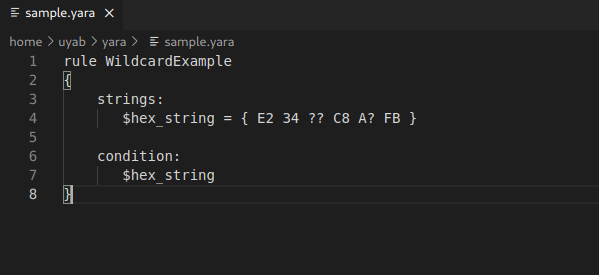 sample.yara ×
home > uyab > yara > sample.yara
1 rule WildcardExample
2 {
3     strings:
4        $hex_string = { E2 34 ?? C8 A? FB }
5
6     condition:
7        $hex_string
8 }